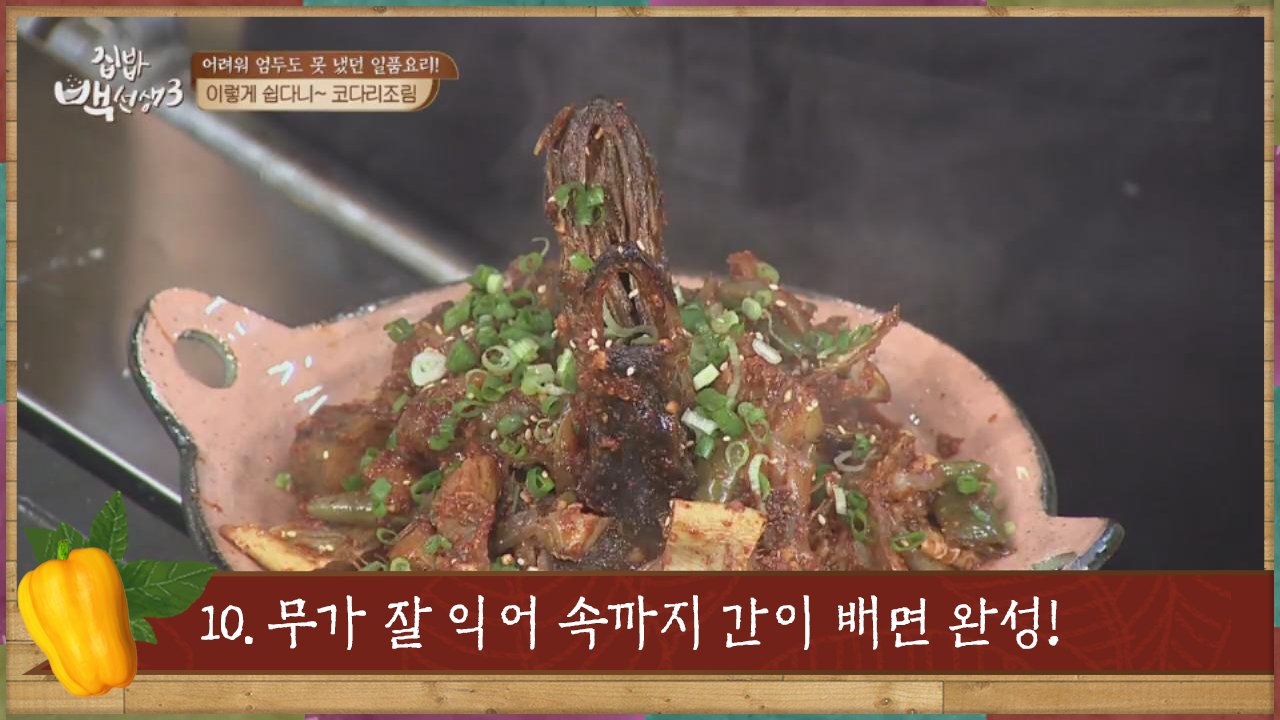 집밥
백선생3
어려워 엄두도 못 냈던 일품요리!
이렇게 쉽다니~ 코다리조림
10. 무가 잘 익어 속까지 간이 배면 완성!